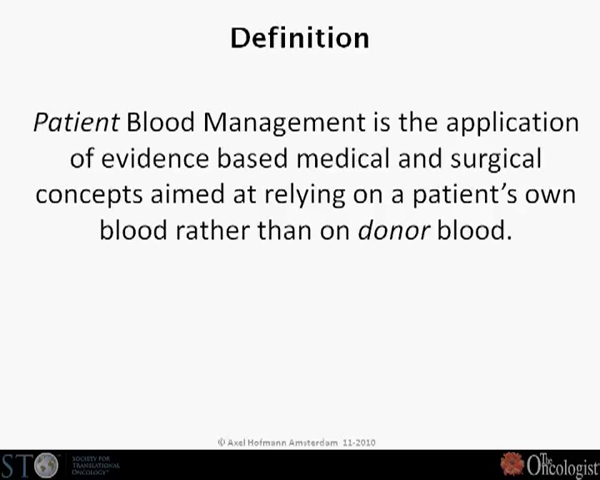 Definition
Patient Blood Management is the application
of evidence based medical and surgical
concepts aimed at relying on a patient's own
blood rather than on donor blood.
© Axel Hofmann Amsterdam 11-2010
STO
SOCIETY FOR
TRANSLATIONAL
ONCOLOGY
The
Oncologist